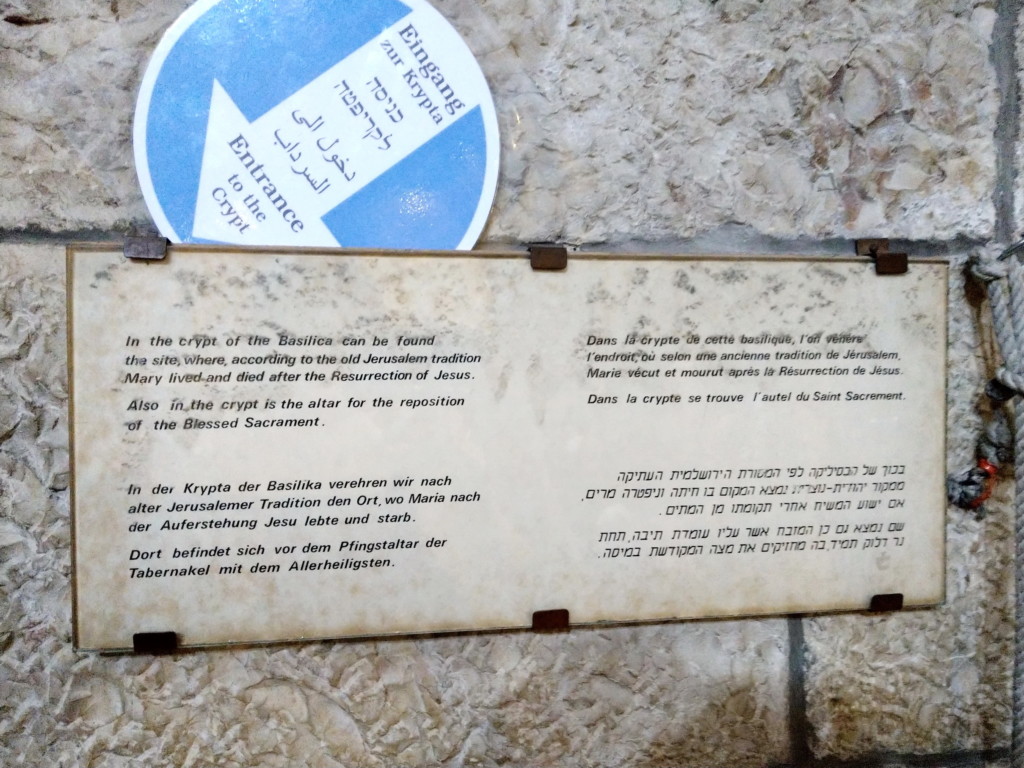 Eingang
zur Krypta
כניסה
לקריפטה
دخول الى
السرداب
Entrance
to the
Crypt
In the crypt of the Basilica can be found
the site, where, according to the old Jerusalem tradition
Mary lived and died after the Resurrection of Jesus.
Also in the crypt is the altar for the reposition
of the Blessed Sacrament.
In der Krypta der Basilika verehren wir nach
alter Jerusalemer Tradition den Ort, wo Maria nach
der Auferstehung Jesu lebte und starb.
Dort befindet sich vor dem Pfingstaltar der
Tabernakel mit dem Allerheiligsten.
Dans la crypte de cette basilique, l'on vénère
l'endroit, où selon une ancienne tradition de Jérusalem,
Marie vécut et mourut après la Résurrection de Jésus.
Dans la crypte se trouve l'autel du Saint Sacrement.
בכוך של הבסיליקה לפי המסורת הירושלמית העתיקה
ממקור יהודית-נוצרית נמצא המקום בו חיתה וניפטרה מרים,
אם ישוע המשיח אחרי תקומתו מן המתים.
שם נמצא גם כן המזבח אשר עליו עומדת תיבה, תחת
נר דלוק תמיד, בה מחזיקים את מצה המקודשת במיסה.